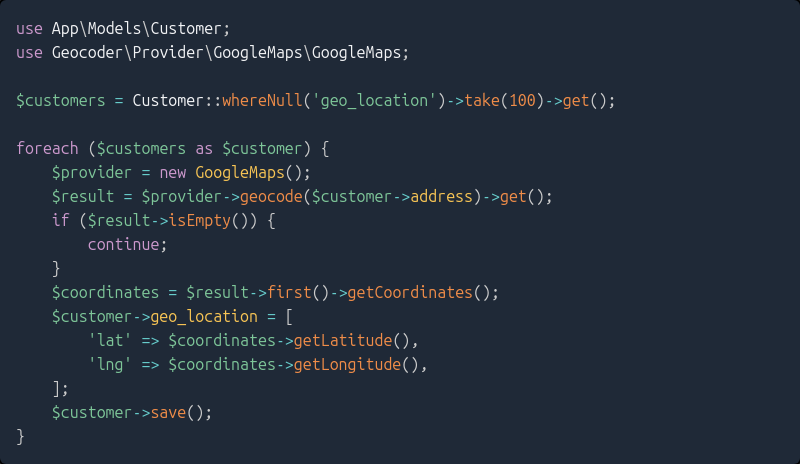 use App\Models\Customer;
use Geocoder\Provider\GoogleMaps\GoogleMaps;

$customers = Customer::whereNull('geo_location')->take(100)->get();

foreach ($customers as $customer) {
    $provider = new GoogleMaps();
    $result = $provider->geocode($customer->address)->get();
    if ($result->isEmpty()) {
        continue;
    }
    $coordinates = $result->first()->getCoordinates();
    $customer->geo_location = [
        'lat' => $coordinates->getLatitude(),
        'lng' => $coordinates->getLongitude(),
    ];
    $customer->save();
}